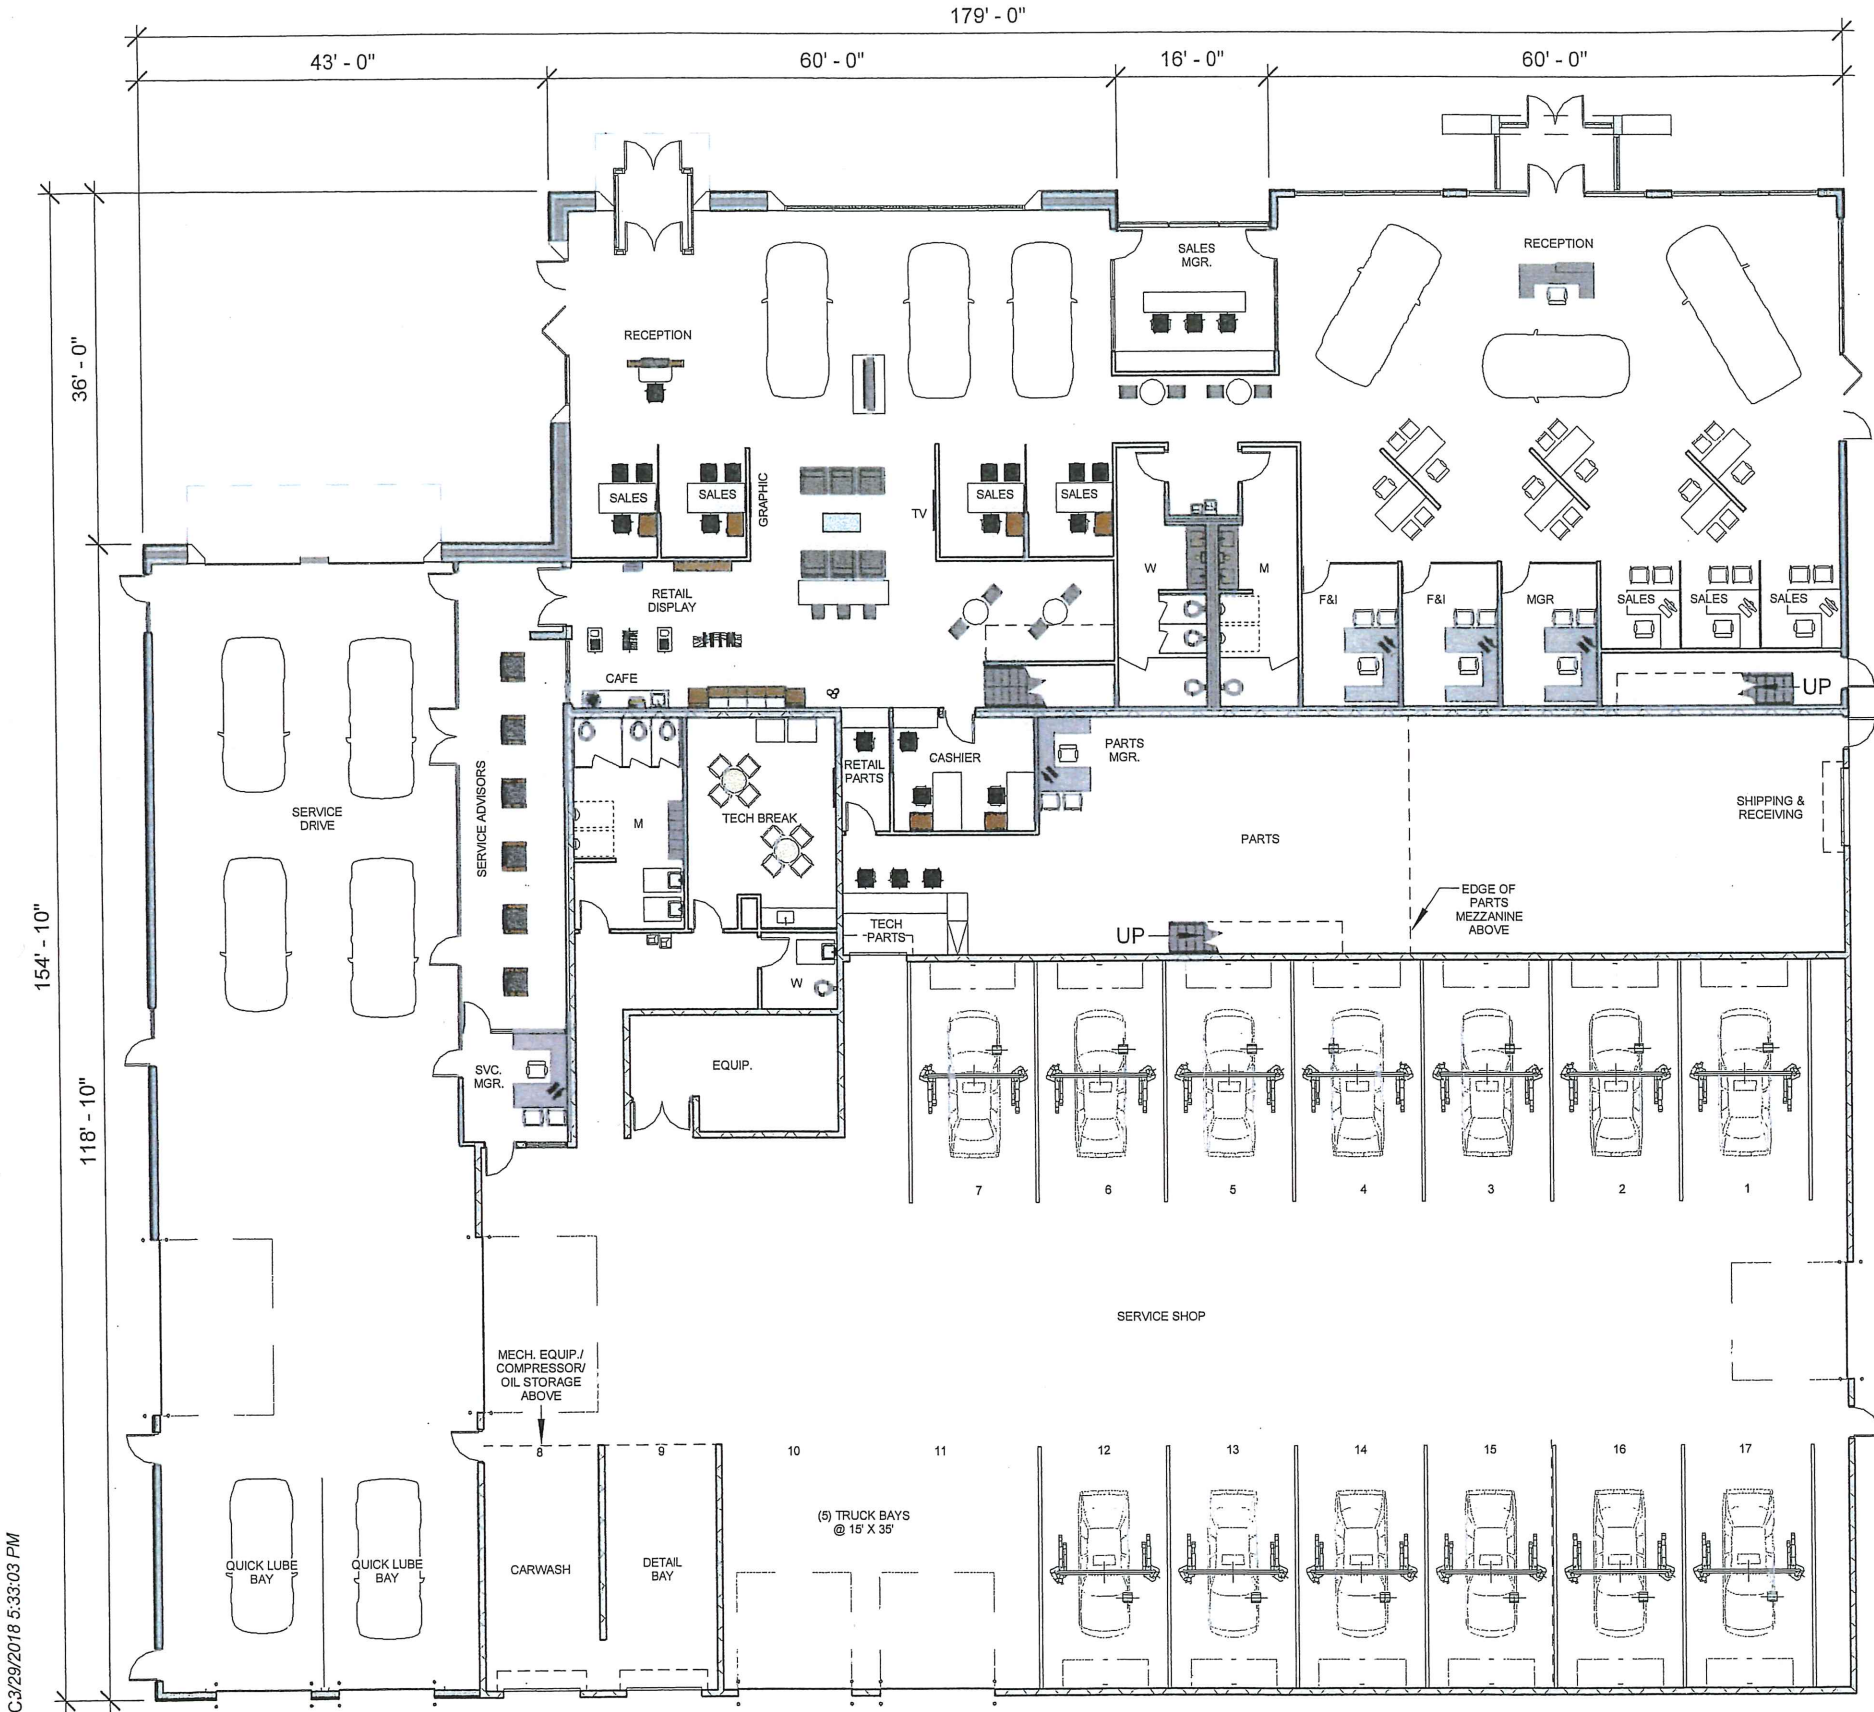 179' - 0"
43' - 0"
60' - 0"
16' - 0"
60' - 0"
36' - 0"
154' - 10"
118' - 10"
SALES
MGR.
RECEPTION
RECEPTION
SALES
SALES
GRAPHIC
TV
SALES
SALES
W
M
F&I
F&I
MGR
SALES
SALES
SALES
RETAIL
DISPLAY
CAFE
UP
SERVICE
DRIVE
SERVICE ADVISORS
M
TECH BREAK
RETAIL
PARTS
CASHIER
PARTS
MGR.
PARTS
SHIPPING &
RECEIVING
EDGE OF
PARTS
MEZZANINE
ABOVE
TECH
PARTS
UP
W
SVC.
MGR.
EQUIP.
7
6
5
4
3
2
1
SERVICE SHOP
MECH. EQUIP./
COMPRESSOR/
OIL STORAGE
ABOVE
8
9
10
11
12
13
14
15
16
17
(5) TRUCK BAYS
@ 15' X 35'
QUICK LUBE
BAY
QUICK LUBE
BAY
CARWASH
DETAIL
BAY
C3/29/2018 5:33:03 PM